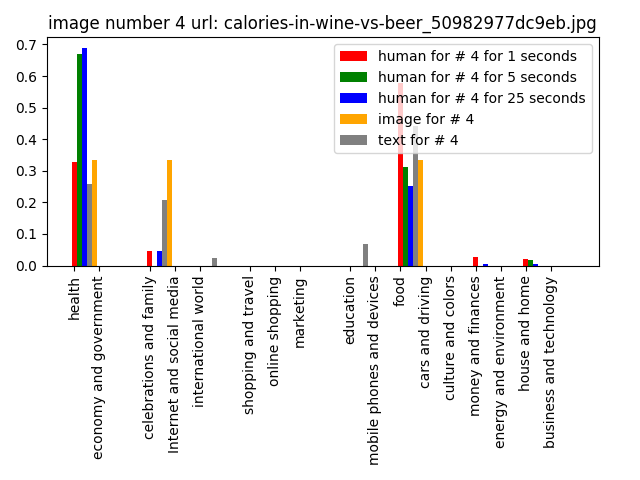 image number 4 url: calories-in-wine-vs-beer_50982977dc9eb.jpg
0.7
0.6
0.5
0.4
0.3
0.2
0.1
0.0
human for # 4 for 1 seconds
human for # 4 for 5 seconds
human for # 4 for 25 seconds
image for # 4
text for # 4
health
economy and government
celebrations and family
Internet and social media
international world
shopping and travel
online shopping
marketing
education
mobile phones and devices
food
cars and driving
culture and colors
money and finances
energy and environment
house and home
business and technology